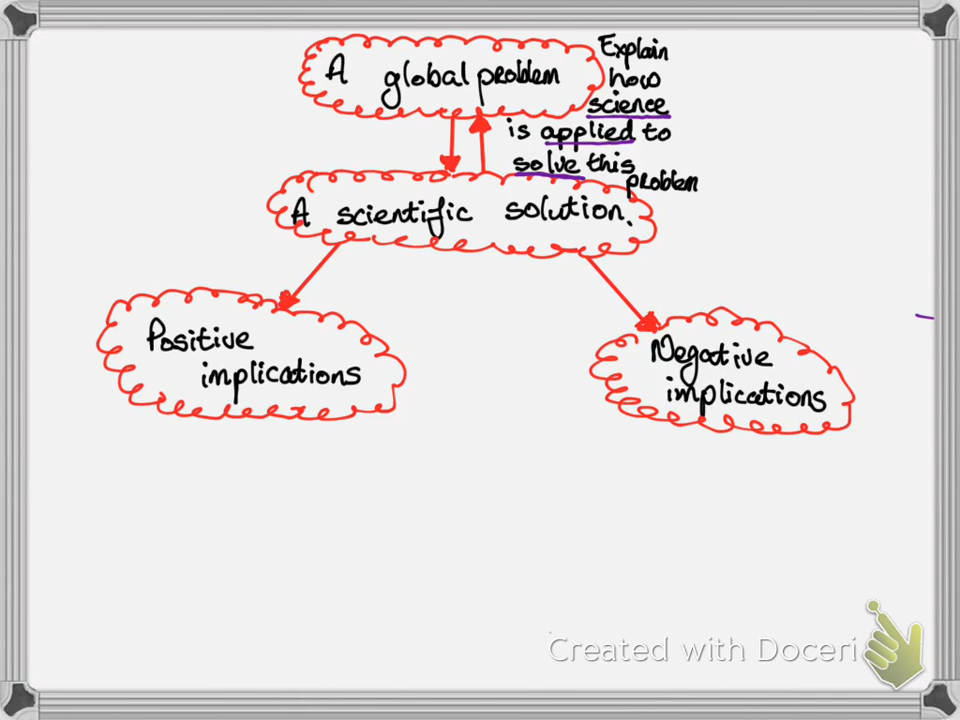 A global problem
Explain
how
science
is applied to
solve this
problem
A scientific solution.
Positive
implications
Negative
implications
Created with Doceri